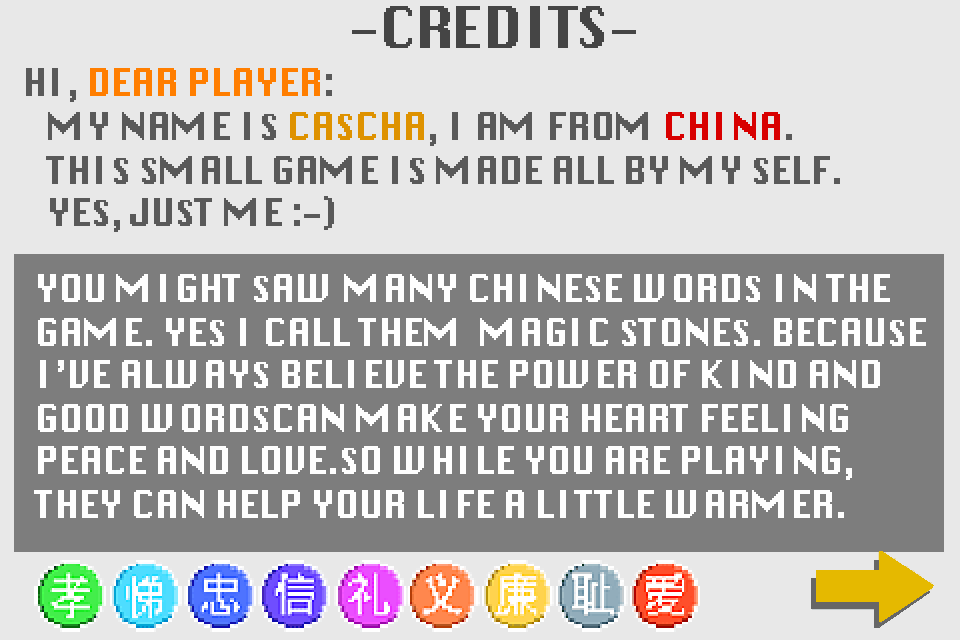 -CREDITS-
HI, DEAR PLAYER:
MY NAME IS CASCHA, I AM FROM CHINA.
THIS SMALL GAME IS MADE ALL BY MY SELF.
YES, JUST ME :-)
YOU MIGHT SAW MANY CHINESE WORDS IN THE
GAME. YES I CALL THEM MAGIC STONES. BECAUSE
I'VE ALWAYS BELIEVE THE POWER OF KIND AND
GOOD WORDSCAN MAKE YOUR HEART FEELING
PEACE AND LOVE.SO WHILE YOU ARE PLAYING,
THEY CAN HELP YOUR LIFE A LITTLE WARMER.
孝 悌 忠 信 礼 义 廉 耻 爱